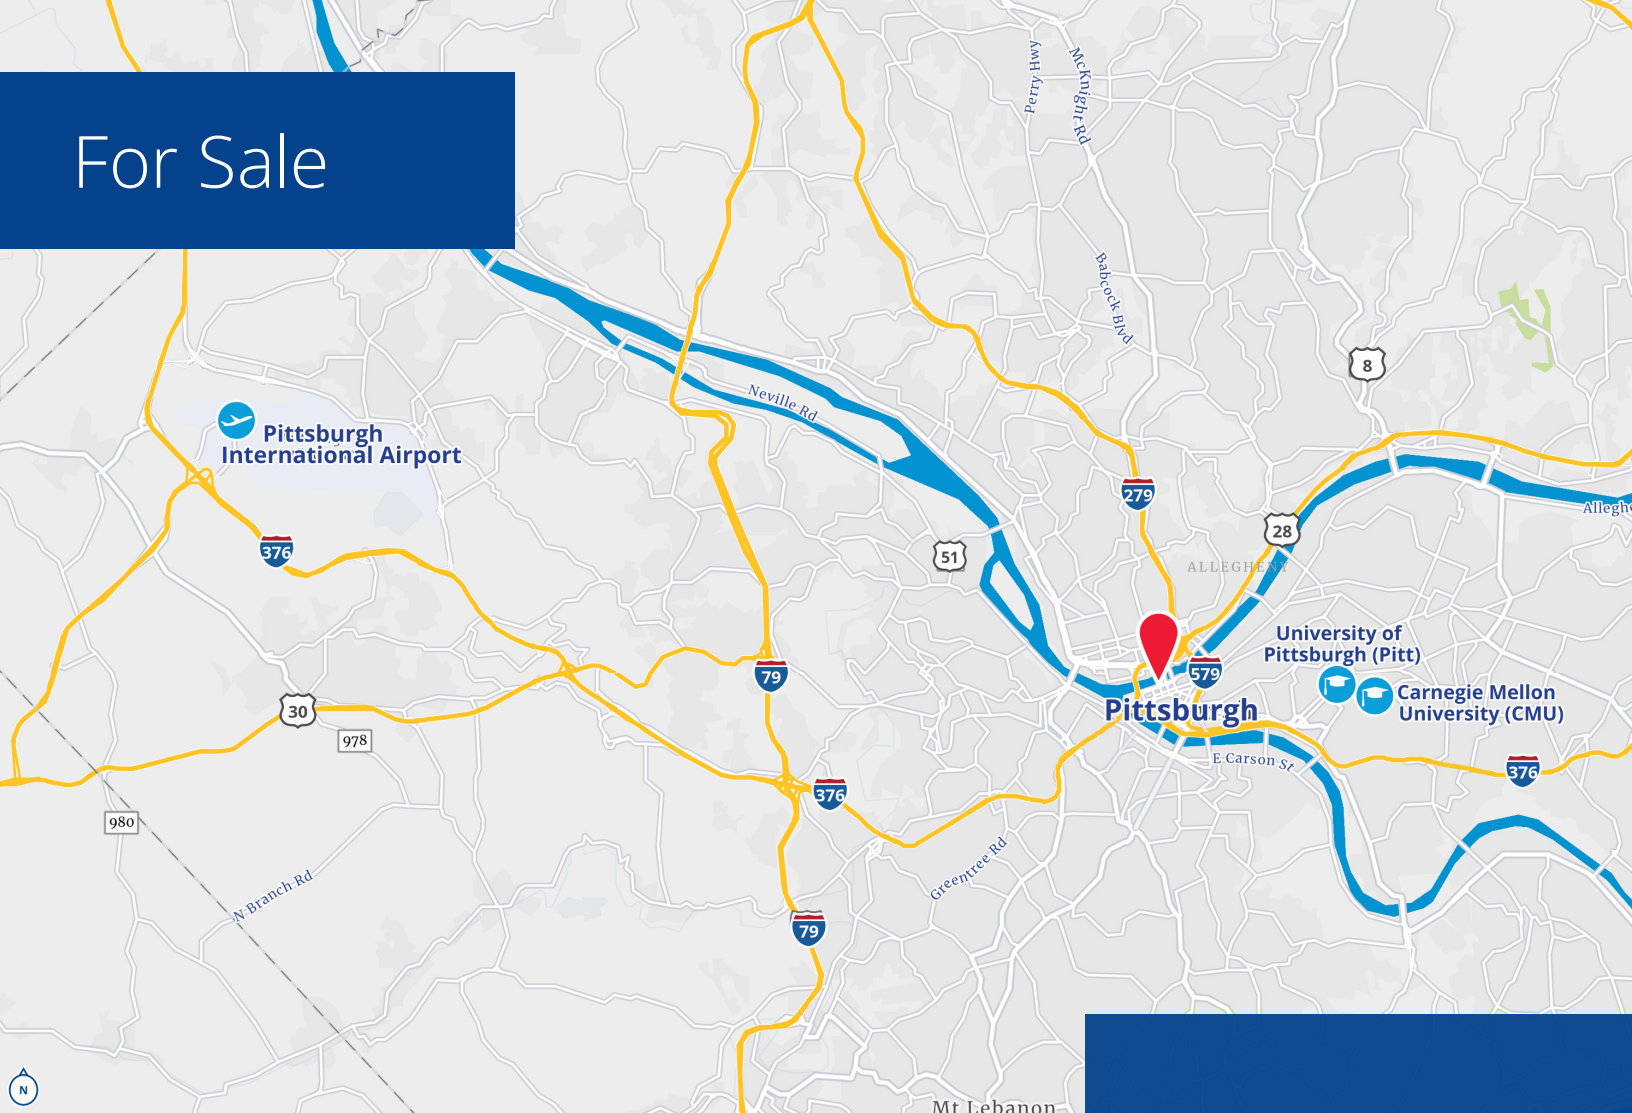 For Sale
Perry Hwy
McKnight Rd
Babcock Blvd
8
Neville Rd
Pittsburgh
International Airport
279
28
51
376
ALLEGHENY
University of
Pittsburgh (Pitt)
579
79
Carnegie Mellon
University (CMU)
30
Pittsburgh
978
E Carson St
376
376
980
Greentree Rd
N Branch Rd
79
N
Mt Lebanon